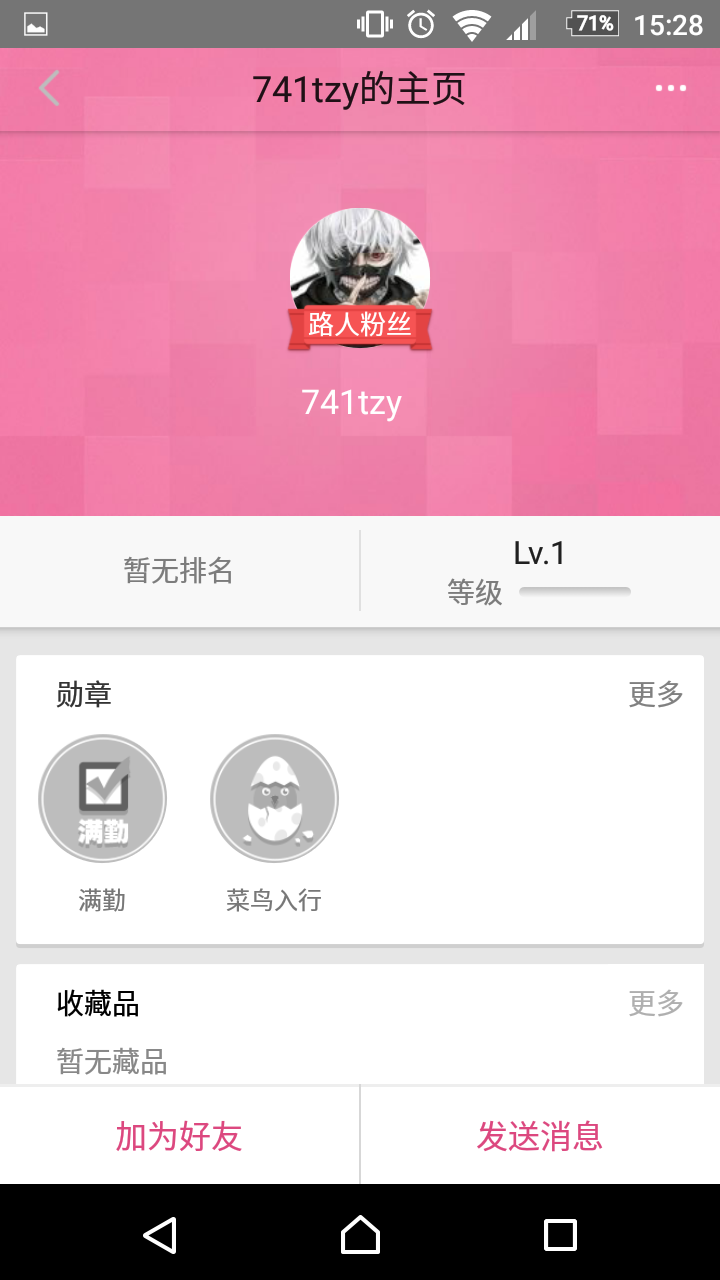 71%
15:28
741tzy的主页
路人粉丝
741tzy
暂无排名
Lv.1
等级
勋章
更多
满勤
满勤
菜鸟入行
收藏品
更多
暂无藏品
加为好友
发送消息